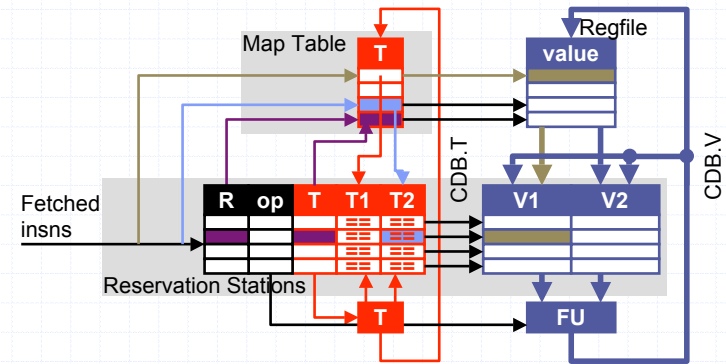 Regfile
Map Table
T
value
CDB.T
CDB.V
Fetched
insns
R op T T1 T2
V1 V2
== == == ==
== == == ==
Reservation Stations
T
FU